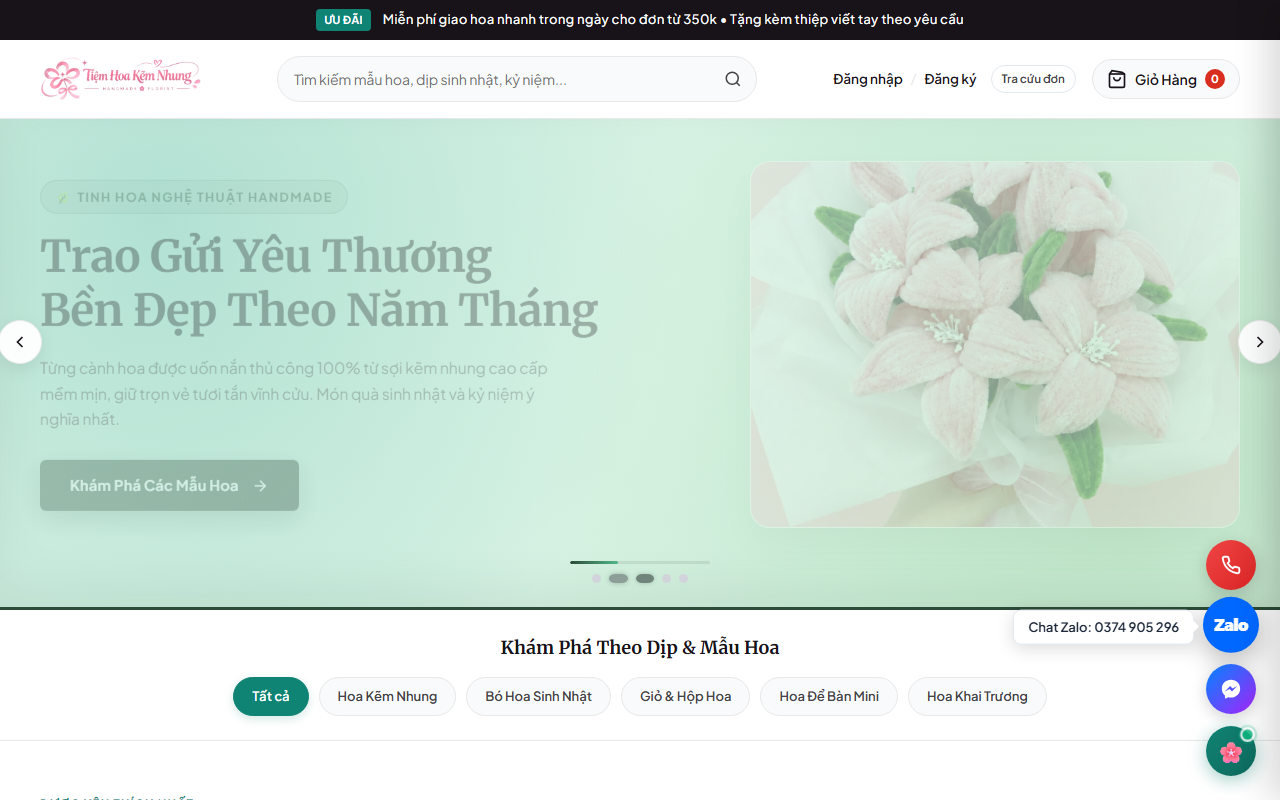 ƯU ĐÃI Miễn phí giao hoa nhanh trong ngày cho đơn từ 350k • Tặng kèm thiệp viết tay theo yêu cầu
Tiệm Hoa Kẽm Nhung
HANDMADE FLORIST
Tìm kiếm mẫu hoa, dịp sinh nhật, kỷ niệm...
Đăng nhập / Đăng ký
Tra cứu đơn
Giỏ Hàng 0
TINH HOA NGHỆ THUẬT HANDMADE
Trao Gửi Yêu Thương
Bền Đẹp Theo Năm Tháng
Từng cành hoa được uốn nắn thủ công 100% từ sợi kẽm nhung cao cấp
mềm mịn, giữ trọn vẻ tươi tắn vĩnh cửu. Món quà sinh nhật và kỷ niệm ý
nghĩa nhất.
Khám Phá Các Mẫu Hoa
Chat Zalo: 0374 905 296
Zalo
Khám Phá Theo Dịp & Mẫu Hoa
Tất cả
Hoa Kẽm Nhung
Bó Hoa Sinh Nhật
Giỏ & Hộp Hoa
Hoa Để Bàn Mini
Hoa Khai Trương